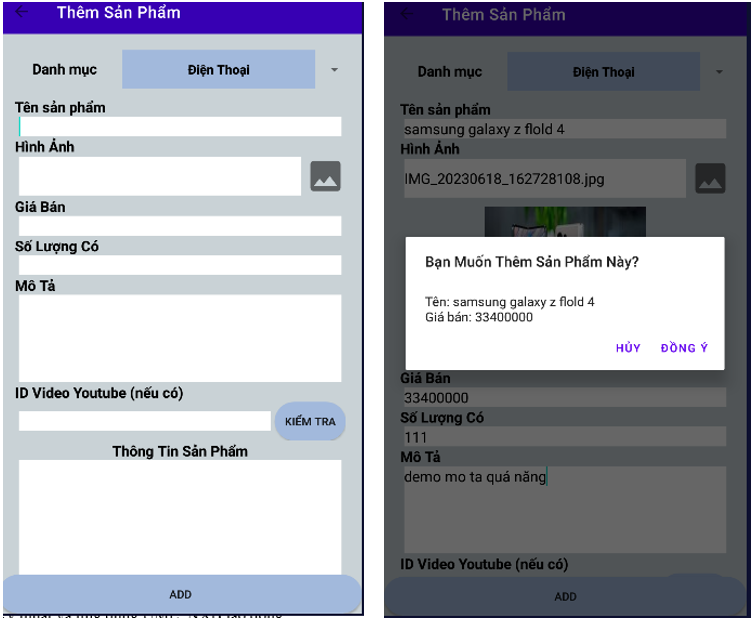 Thêm Sản Phẩm
Danh mục
Điện Thoại
Tên sản phẩm
Hình Ảnh
Giá Bán
Số Lượng Có
Mô Tả
ID Video Youtube (nếu có)
KIỂM TRA
Thông Tin Sản Phẩm
ADD
Thêm Sản Phẩm
Danh mục
Điện Thoại
Tên sản phẩm
samsung galaxy z flold 4
Hình Ảnh
IMG_20230618_162728108.jpg
Bạn Muốn Thêm Sản Phẩm Này?
Tên: samsung galaxy z flold 4
Giá bán: 33400000
HỦY ĐỒNG Ý
Giá Bán
33400000
Số Lượng Có
111
Mô Tả
demo mo ta quá năng
ID Video Youtube (nếu có)
ADD